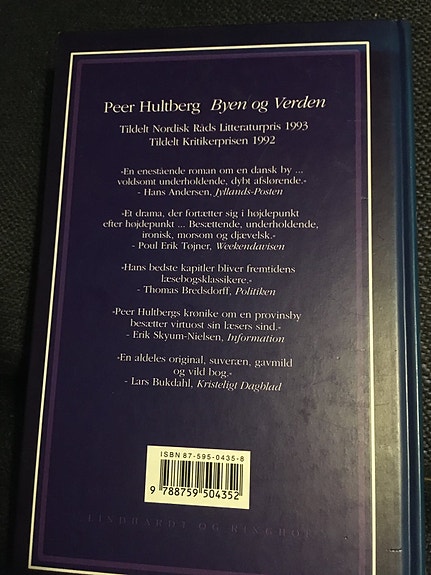 Peer Hultberg Byen og Verden
Tildelt Nordisk Råds Litteraturpris 1993
Tildelt Kritikerprisen 1992
»En enestående roman om en dansk by ...
voldsomt underholdende, dybt afslørende.«
- Hans Andersen, Jyllands-Posten
»Et drama, der fortætter sig i højdepunkt
efter højdepunkt ... Besættende, underholdende,
ironisk, morsom og djævelsk.«
- Poul Erik Tøjner, Weekendavisen
»Hans bedste kapitler bliver fremtidens
læsebogsklassikere.«
- Thomas Bredsdorff, Politiken
»Peer Hultbergs kronike om en provinsby
besætter virtuost sin læsers sind.«
- Erik Skyum-Nielsen, Information
»En aldeles original, suveræn, gavmild
og vild bog.«
- Lars Bukdahl, Kristeligt Dagblad
ISBN 87-595-0435-8
9 788759 504352
LINDHARDT OG RINGHOF